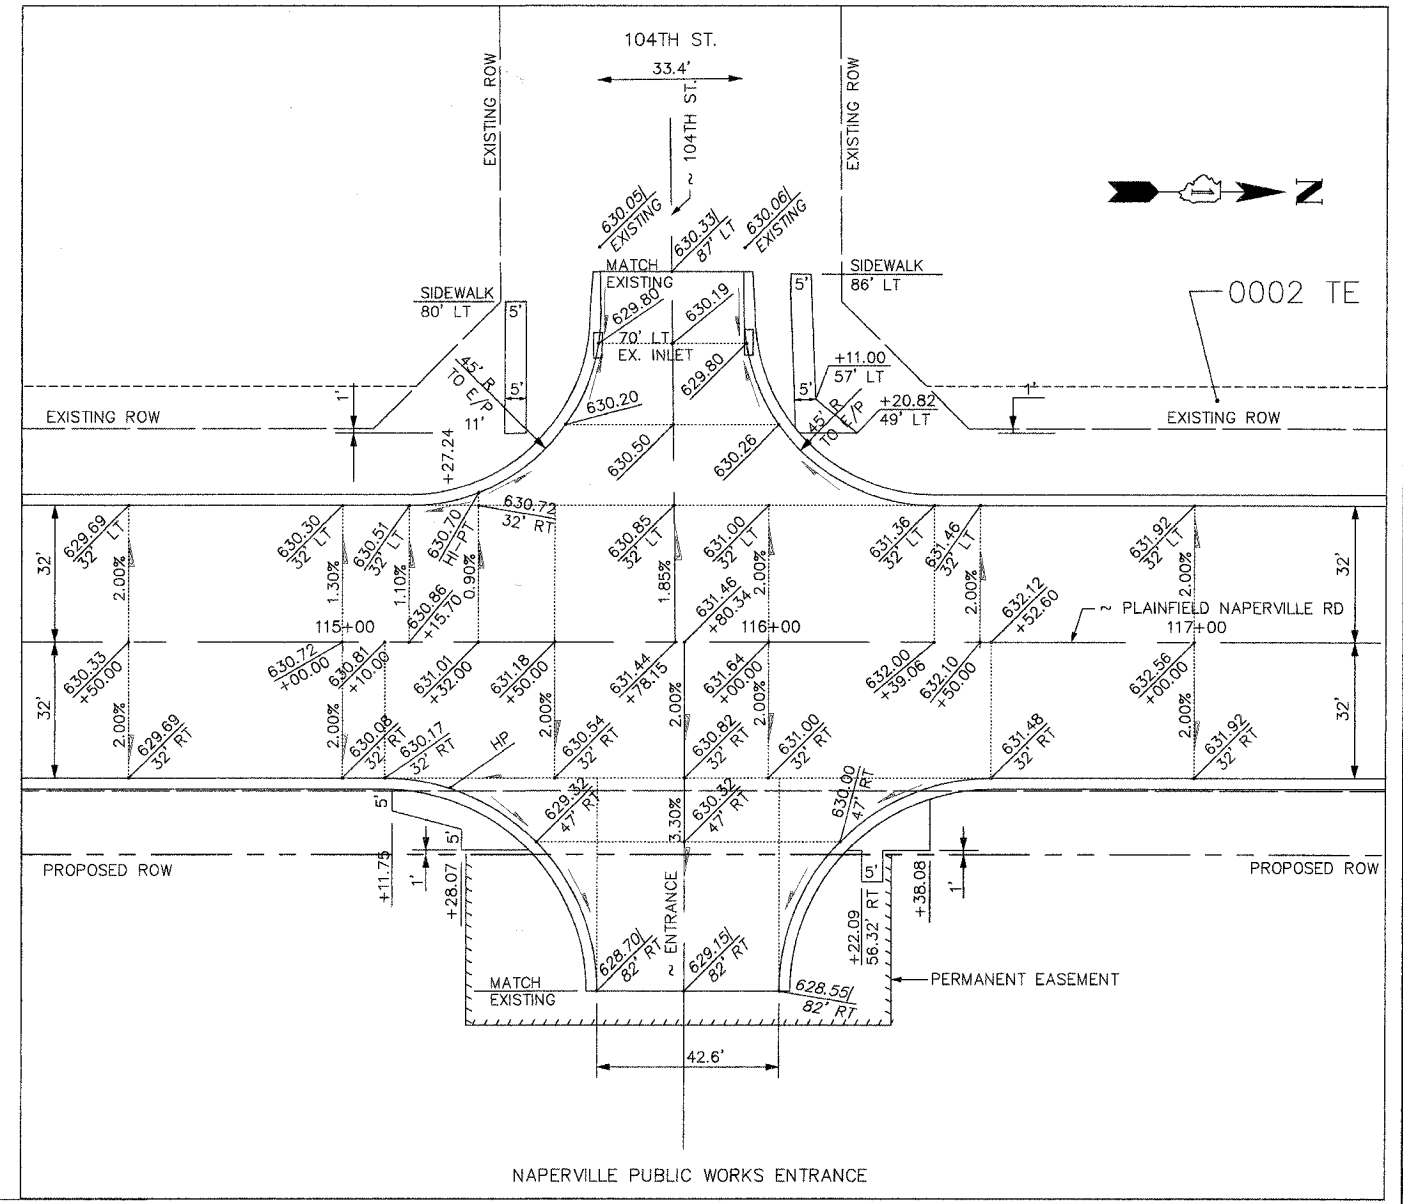 104TH ST.
33.4'
EXISTING ROW
EXISTING ROW
~ 104TH ST.
N
630.05/
EXISTING
630.33/
87' LT
630.06/
EXISTING
MATCH
EXISTING
SIDEWALK
80' LT
SIDEWALK
86' LT
0002 TE
5'
5'
629.80
630.19
70' LT
EX. INLET
629.80
45' R
TO E/P
5'
11'
630.20
+11.00
57' LT
5'
+20.82
49' LT
45' R
TO E/P
1'
1'
EXISTING ROW
EXISTING ROW
+27.24
630.50
630.26
630.72
32' RT
629.69
32' LT
630.30
32' LT
630.51
32' LT
630.70
HI-PT
630.85
32' LT
631.00
32' LT
631.36
32' LT
631.46
32' LT
631.92
32' LT
32'
2.00%
1.30%
1.10%
0.90%
1.85%
2.00%
2.00%
2.00%
32'
630.86
+15.70
631.46
+80.34
632.12
+52.60
~ PLAINFIELD NAPERVILLE RD
115+00
116+00
117+00
630.33
+50.00
630.72
+00.00
630.81
+10.00
631.01
+32.00
631.18
+50.00
631.44
+78.15
631.64
+00.00
632.00
+39.06
632.10
+50.00
632.56
+00.00
32'
2.00%
2.00%
2.00%
2.00%
2.00%
2.00%
32'
629.69
32' RT
630.08
32' RT
630.17
32' RT
HP
630.54
32' RT
630.82
32' RT
631.00
32' RT
631.48
32' RT
631.92
32' RT
629.32
47' RT
3.30%
630.32
47' RT
630.00
47' RT
5'
5'
1'
+11.75
+28.07
PROPOSED ROW
PROPOSED ROW
5'
+22.09
56.32' RT
+38.08
1'
~ ENTRANCE
628.70/
82' RT
629.15/
82' RT
628.55/
82' RT
MATCH
EXISTING
PERMANENT EASEMENT
42.6'
NAPERVILLE PUBLIC WORKS ENTRANCE